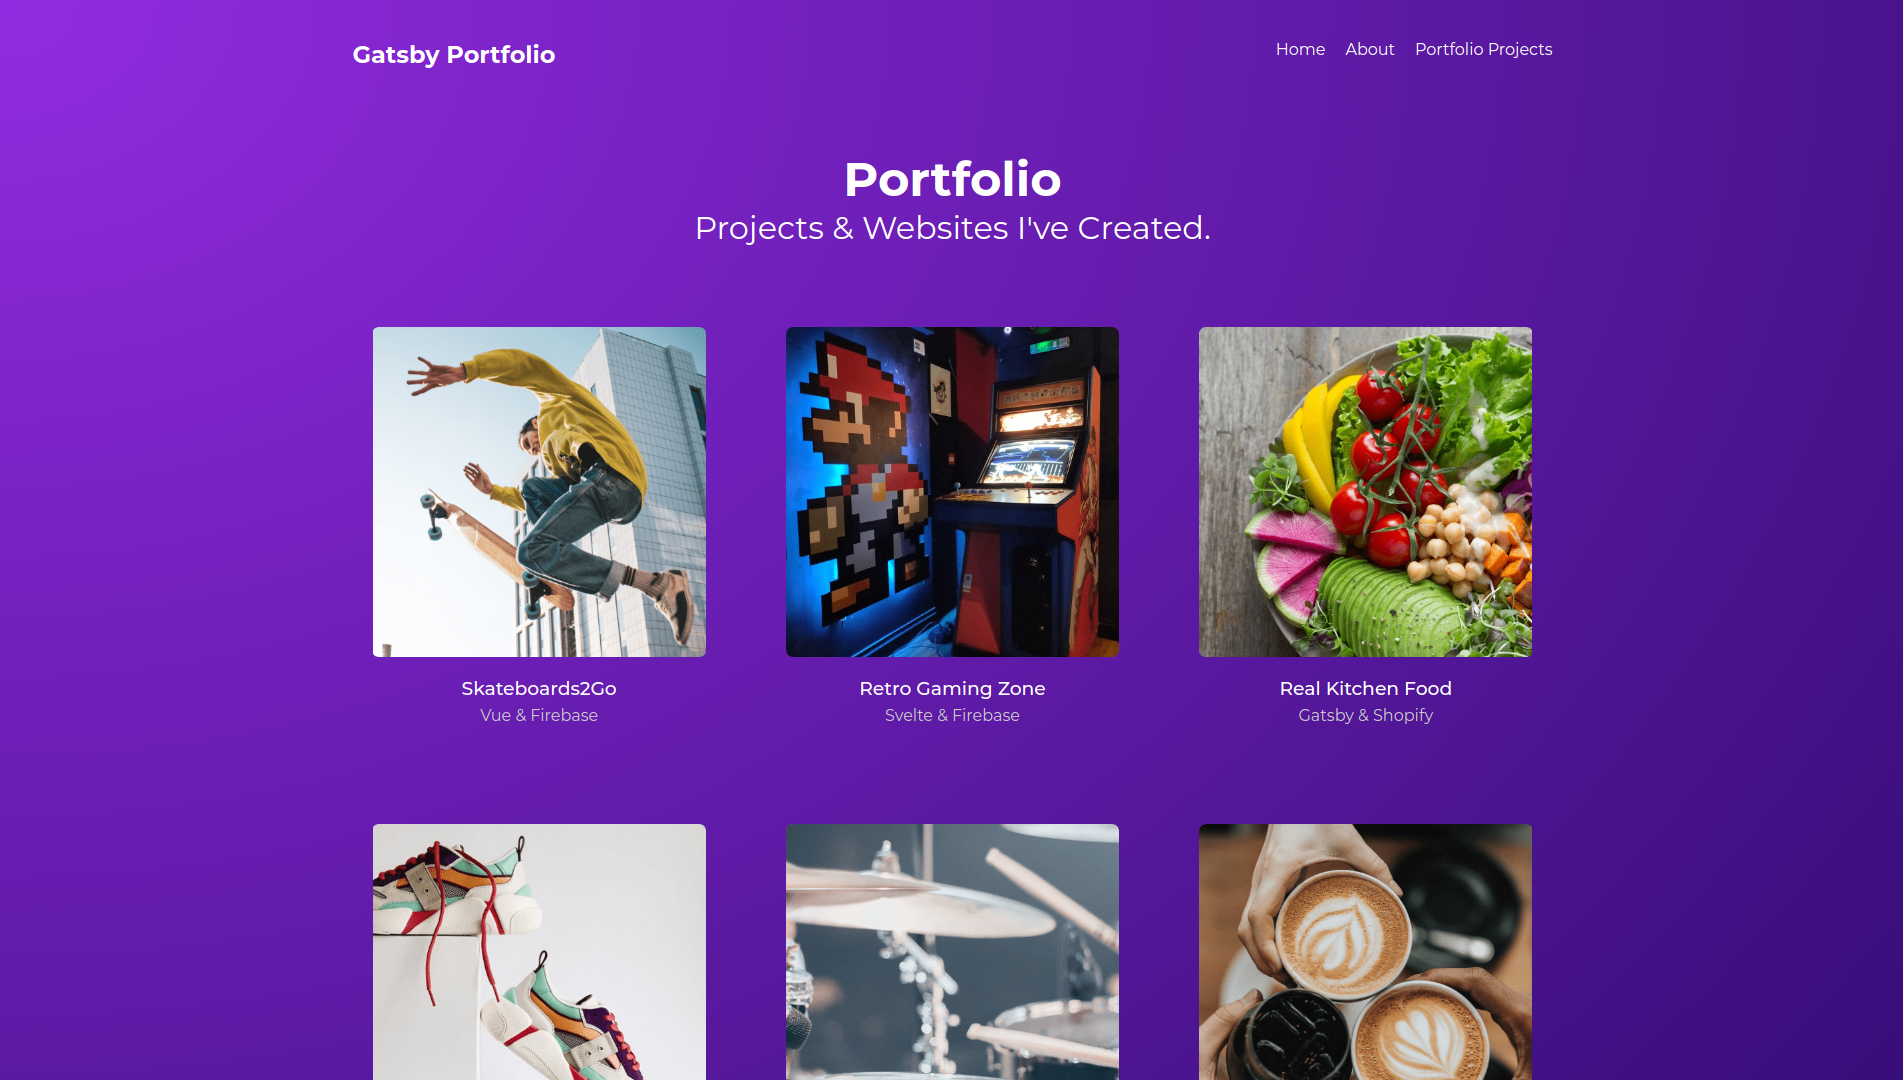 Gatsby Portfolio
Home About Portfolio Projects
Portfolio
Projects & Websites I've Created.
Skateboards2Go
Vue & Firebase
Retro Gaming Zone
Svelte & Firebase
Real Kitchen Food
Gatsby & Shopify